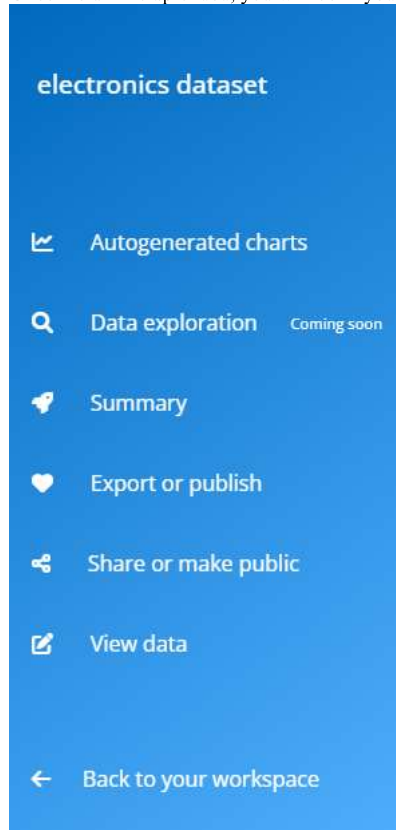 electronics dataset
Autogenerated charts
Data exploration Coming soon
Summary
Export or publish
Share or make public
View data
Back to your workspace